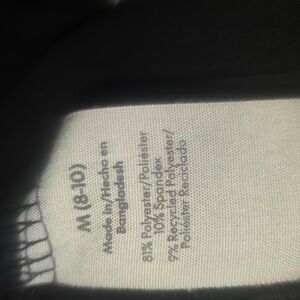 M (8-10)
Made in/Hecho en
Bangladesh
81% Polyester/Poliéster
10% Spandex
9% Recycled Polyester/
Poliéster Reciclado